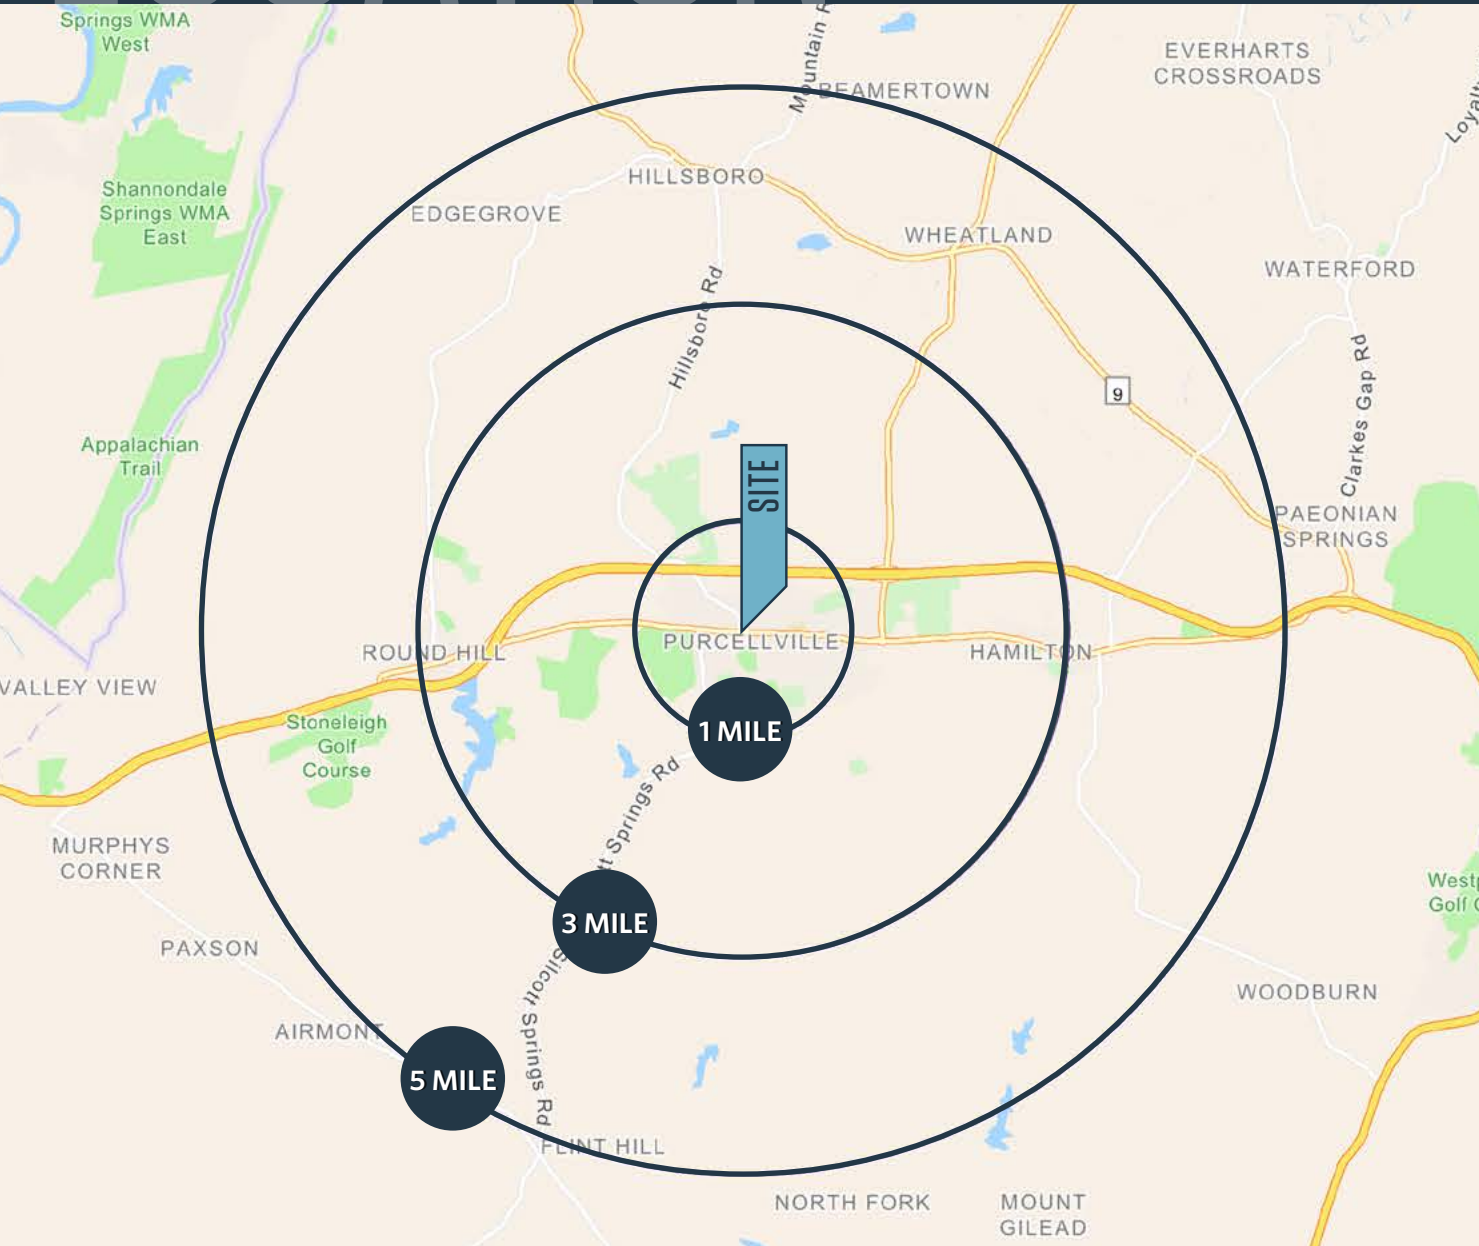 Springs WMA
West
Mountain R
BEAMERTOWN
EVERHARTS
CROSSROADS
Shannondale
Springs WMA
East
HILLSBORO
EDGEGROVE
WHEATLAND
WATERFORD
Hillsboro Rd
9
Clarkes Gap Rd
Appalachian
Trail
SITE
PAEONIAN
SPRINGS
PURCELLVILLE
ROUND HILL
HAMILTON
VALLEY VIEW
Stoneleigh
Golf
Course
1 MILE
tt Springs Rd
MURPHYS
CORNER
3 MILE
PAXSON
Silcott Springs Rd
WOODBURN
AIRMONT
5 MILE
FLINT HILL
NORTH FORK
MOUNT
GILEAD